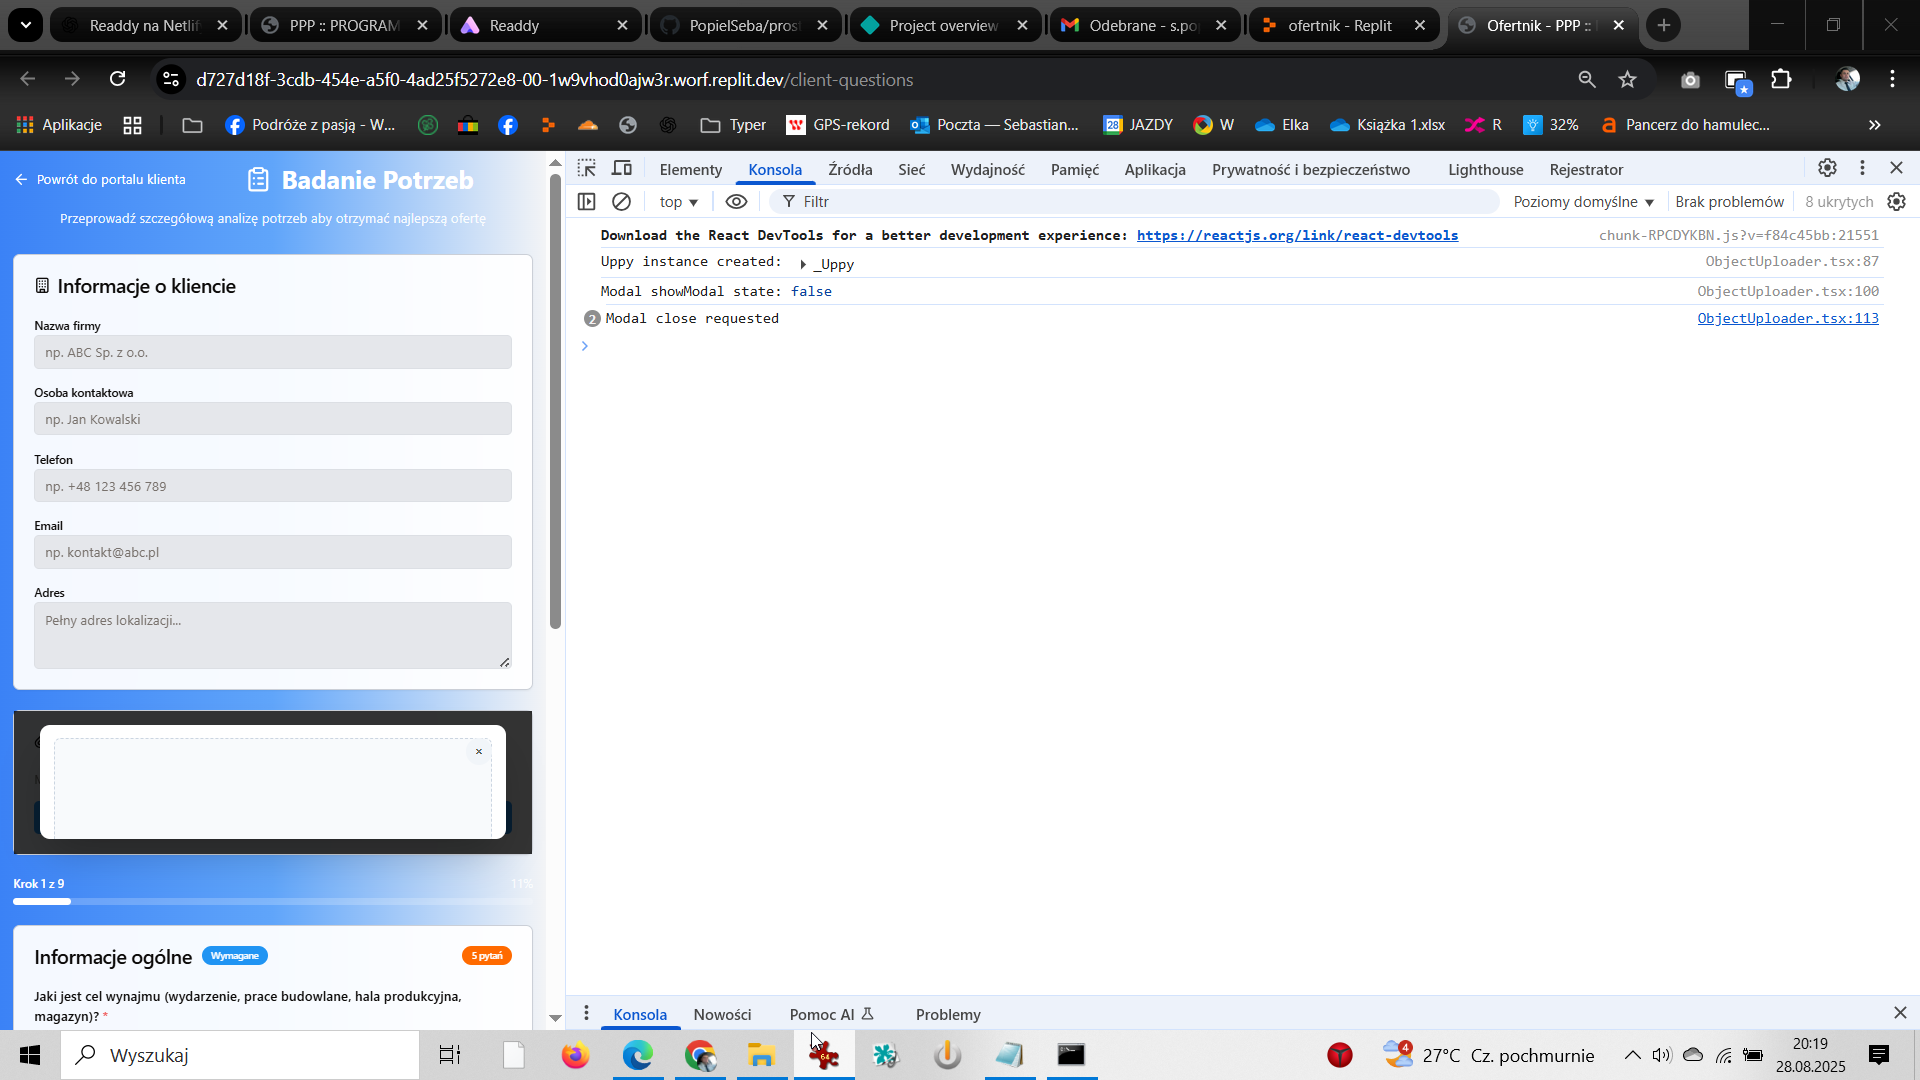 Readdy na Netlif
PPP :: PROGRAM
Readdy
PopielSeba/pros
Project overview
Odebrane - s.po
ofertnik - Replit
Ofertnik - PPP ::
d727d18f-3cdb-454e-a5f0-4ad25f5272e8-00-1w9vhod0ajw3r.worf.replit.dev/client-questions
Aplikacje
Podróże z pasją - W...
Typer
GPS-rekord
Poczta — Sebastian...
28 JAZDY
W
Elka
Książka 1.xlsx
R
32%
Pancerz do hamulec...
»
Powrót do portalu klienta
Badanie Potrzeb
Przeprowadź szczegółową analizę potrzeb aby otrzymać najlepszą ofertę
Informacje o kliencie
Nazwa firmy
np. ABC Sp. z o.o.
Osoba kontaktowa
np. Jan Kowalski
Telefon
np. +48 123 456 789
Email
np. kontakt@abc.pl
Adres
Pełny adres lokalizacji...
×
Krok 1 z 9
11%
Informacje ogólne
Wymagane
5 pytań
Jaki jest cel wynajmu (wydarzenie, prace budowlane, hala produkcyjna,
magazyn)? *
Elementy
Konsola
Źródła
Sieć
Wydajność
Pamięć
Aplikacja
Prywatność i bezpieczeństwo
Lighthouse
Rejestrator
top
Filtr
Poziomy domyślne
Brak problemów
8 ukrytych
Download the React DevTools for a better development experience: https://reactjs.org/link/react-devtools
chunk-RPCDYKBN.js?v=f84c45bb:21551
Uppy instance created: _Uppy
ObjectUploader.tsx:87
Modal showModal state: false
ObjectUploader.tsx:100
2 Modal close requested
ObjectUploader.tsx:113
Konsola
Nowości
Pomoc AI
Problemy
Wyszukaj
64
4
27°C Cz. pochmurnie
20:19
28.08.2025